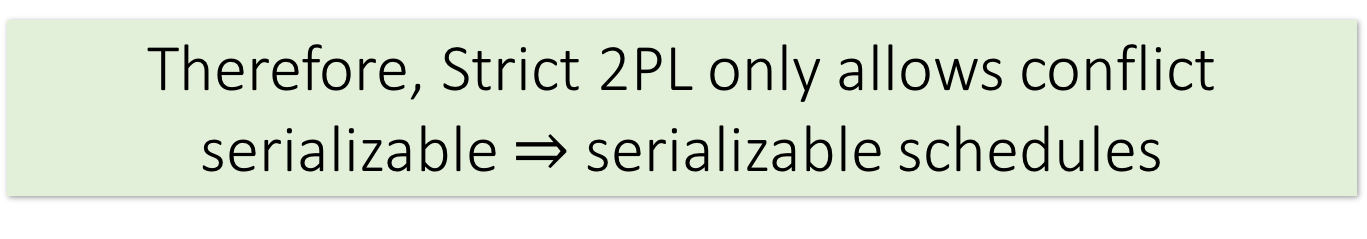 Therefore, Strict 2PL only allows conflict
serializable ⇒ serializable schedules